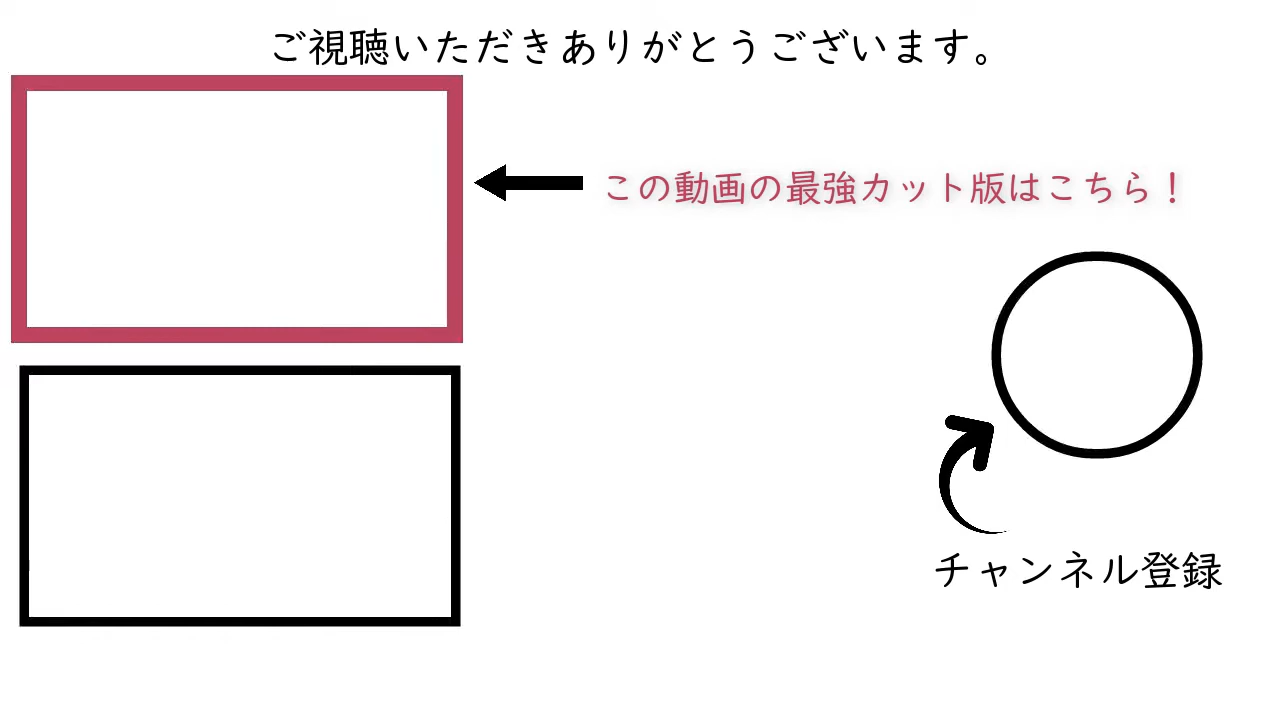 ご視聴いただきありがとうございます。
この動画の最強カット版はこちら！
チャンネル登録